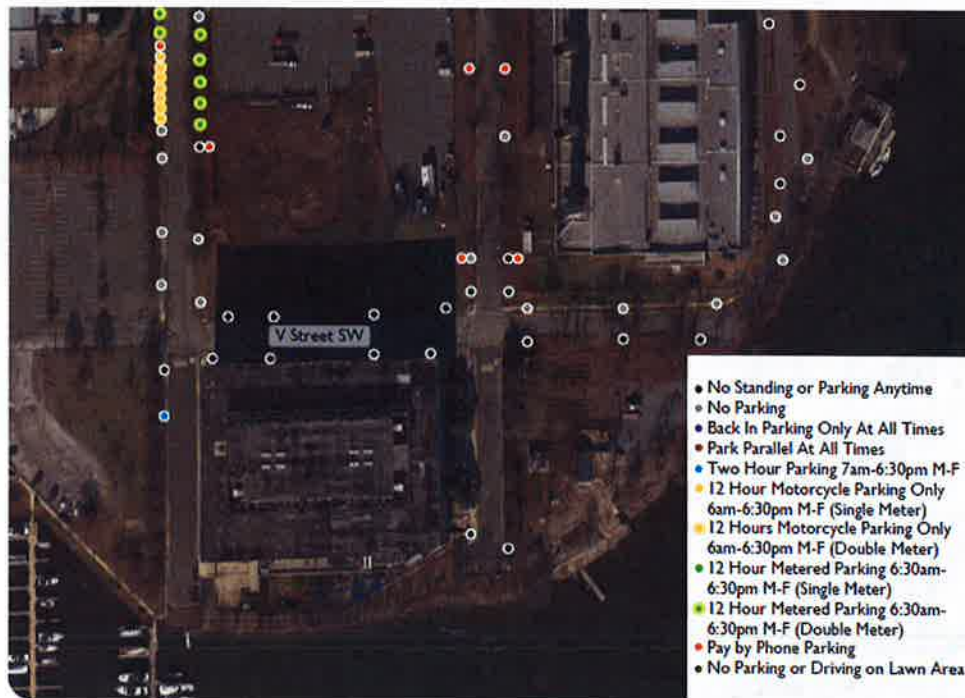 V Street SW
No Standing or Parking Anytime
No Parking
Back In Parking Only At All Times
Park Parallel At All Times
Two Hour Parking 7am-6:30pm M-F
12 Hour Motorcycle Parking Only
6am-6:30pm M-F (Single Meter)
12 Hours Motorcycle Parking Only
6am-6:30pm M-F (Double Meter)
12 Hour Metered Parking 6:30am-
6:30pm M-F (Single Meter)
12 Hour Metered Parking 6:30am-
6:30pm M-F (Double Meter)
Pay by Phone Parking
No Parking or Driving on Lawn Area